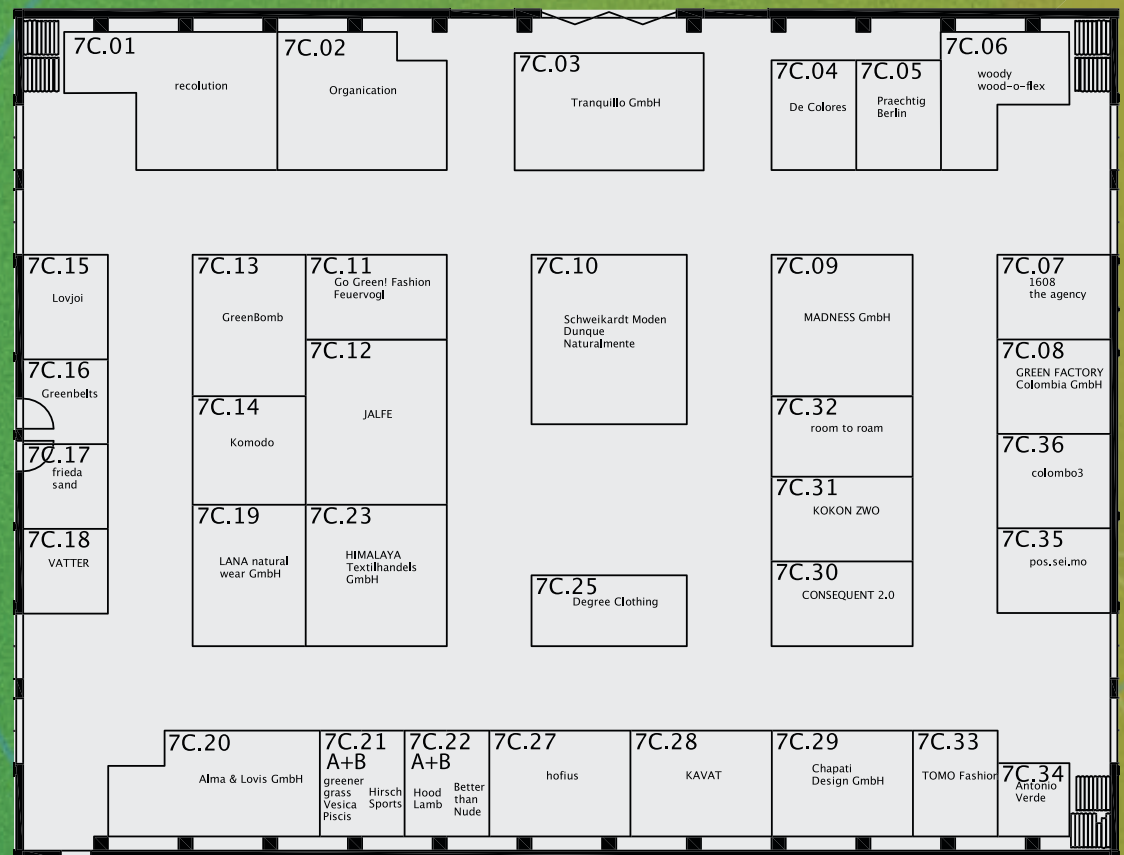 7C.01
recolution
7C.02
Organication
7C.03
Tranquillo GmbH
7C.04
De Colores
7C.05
Praechtig
Berlin
7C.06
woody
wood-o-flex
7C.15
Lovjoi
7C.16
Greenbelts
7C.17
frieda
sand
7C.18
VATTER
7C.13
GreenBomb
7C.11
Go Green! Fashion
Feuervogl
7C.12
JALFE
7C.14
Komodo
7C.19
LANA natural
wear GmbH
7C.23
HIMALAYA
Textilhandels
GmbH
7C.10
Schweikardt Moden
Dunque
Naturalmente
7C.25
Degree Clothing
7C.09
MADNESS GmbH
7C.32
room to roam
7C.31
KOKON ZWO
7C.30
CONSEQUENT 2.0
7C.07
1608
the agency
7C.08
GREEN FACTORY
Colombia GmbH
7C.36
colombo3
7C.35
pos.sei.mo
7C.20
Alma & Lovis GmbH
7C.21
A+B
greener
grass
Vesica
Piscis
Hirsch
Sports
7C.22
A+B
Hood
Lamb
Better
than
Nude
7C.27
hofius
7C.28
KAVAT
7C.29
Chapati
Design GmbH
7C.33
TOMO Fashion
7C.34
Antonio
Verde